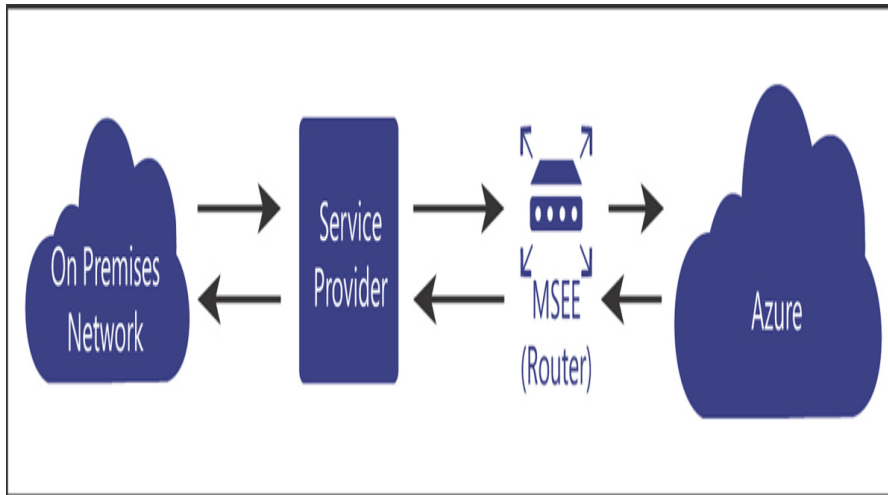 On Premises
Network
Service
Provider
MSEE
(Router)
Azure